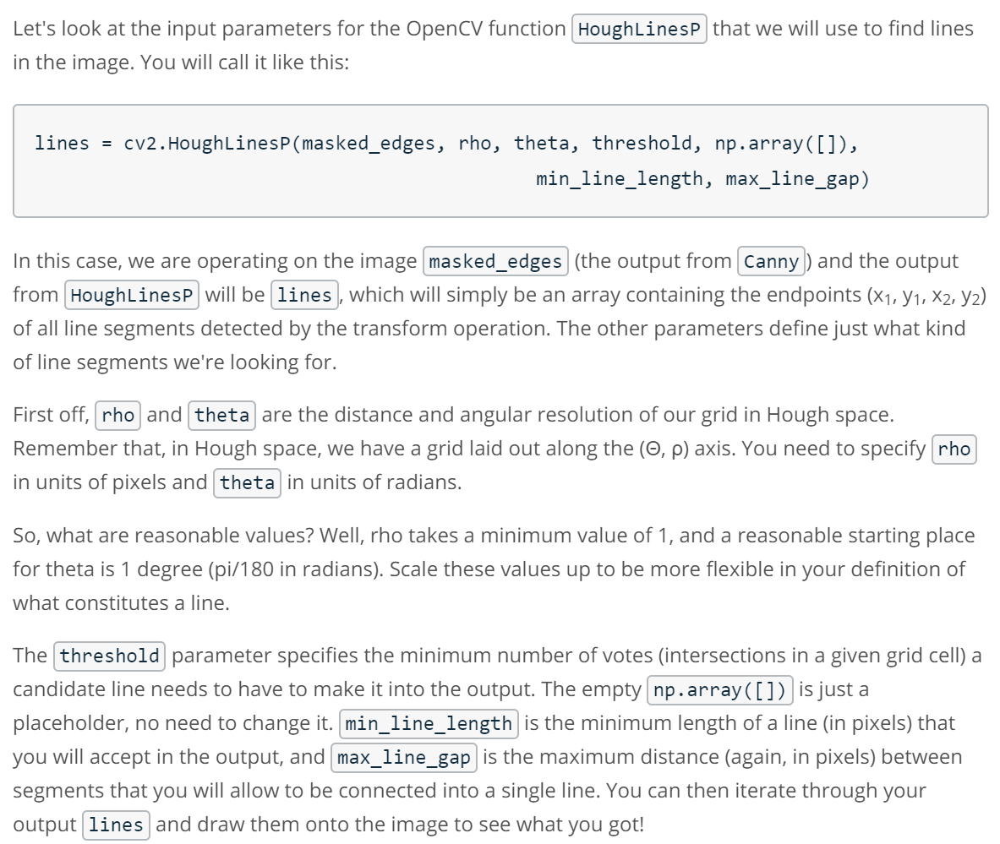 Let's look at the input parameters for the OpenCV function HoughLinesP that we will use to find lines
in the image. You will call it like this:
lines = cv2.HoughLinesP(masked_edges, rho, theta, threshold, np.array([]),
min_line_length, max_line_gap)
In this case, we are operating on the image masked_edges (the output from Canny) and the output
from HoughLinesP will be lines, which will simply be an array containing the endpoints (x₁, y₁, x₂, y₂)
of all line segments detected by the transform operation. The other parameters define just what kind
of line segments we're looking for.
First off, rho and theta are the distance and angular resolution of our grid in Hough space.
Remember that, in Hough space, we have a grid laid out along the (Θ, ρ) axis. You need to specify rho
in units of pixels and theta in units of radians.
So, what are reasonable values? Well, rho takes a minimum value of 1, and a reasonable starting place
for theta is 1 degree (pi/180 in radians). Scale these values up to be more flexible in your definition of
what constitutes a line.
The threshold parameter specifies the minimum number of votes (intersections in a given grid cell) a
candidate line needs to have to make it into the output. The empty np.array([]) is just a
placeholder, no need to change it. min_line_length is the minimum length of a line (in pixels) that
you will accept in the output, and max_line_gap is the maximum distance (again, in pixels) between
segments that you will allow to be connected into a single line. You can then iterate through your
output lines and draw them onto the image to see what you got!